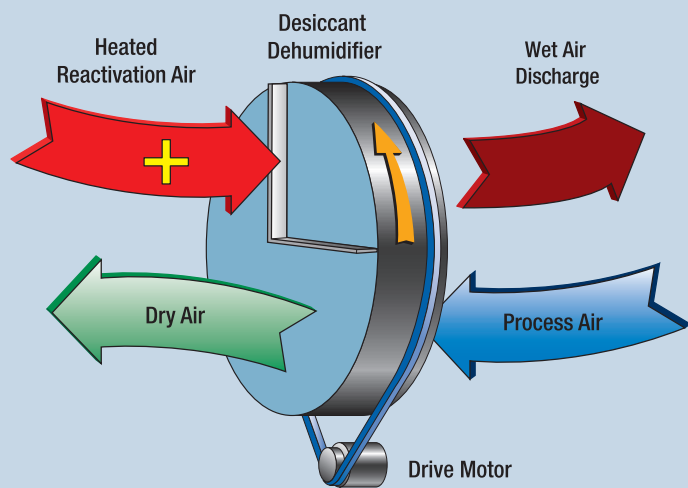 Heated
Reactivation Air
Desiccant
Dehumidifier
Wet Air
Discharge
Dry Air
Process Air
Drive Motor